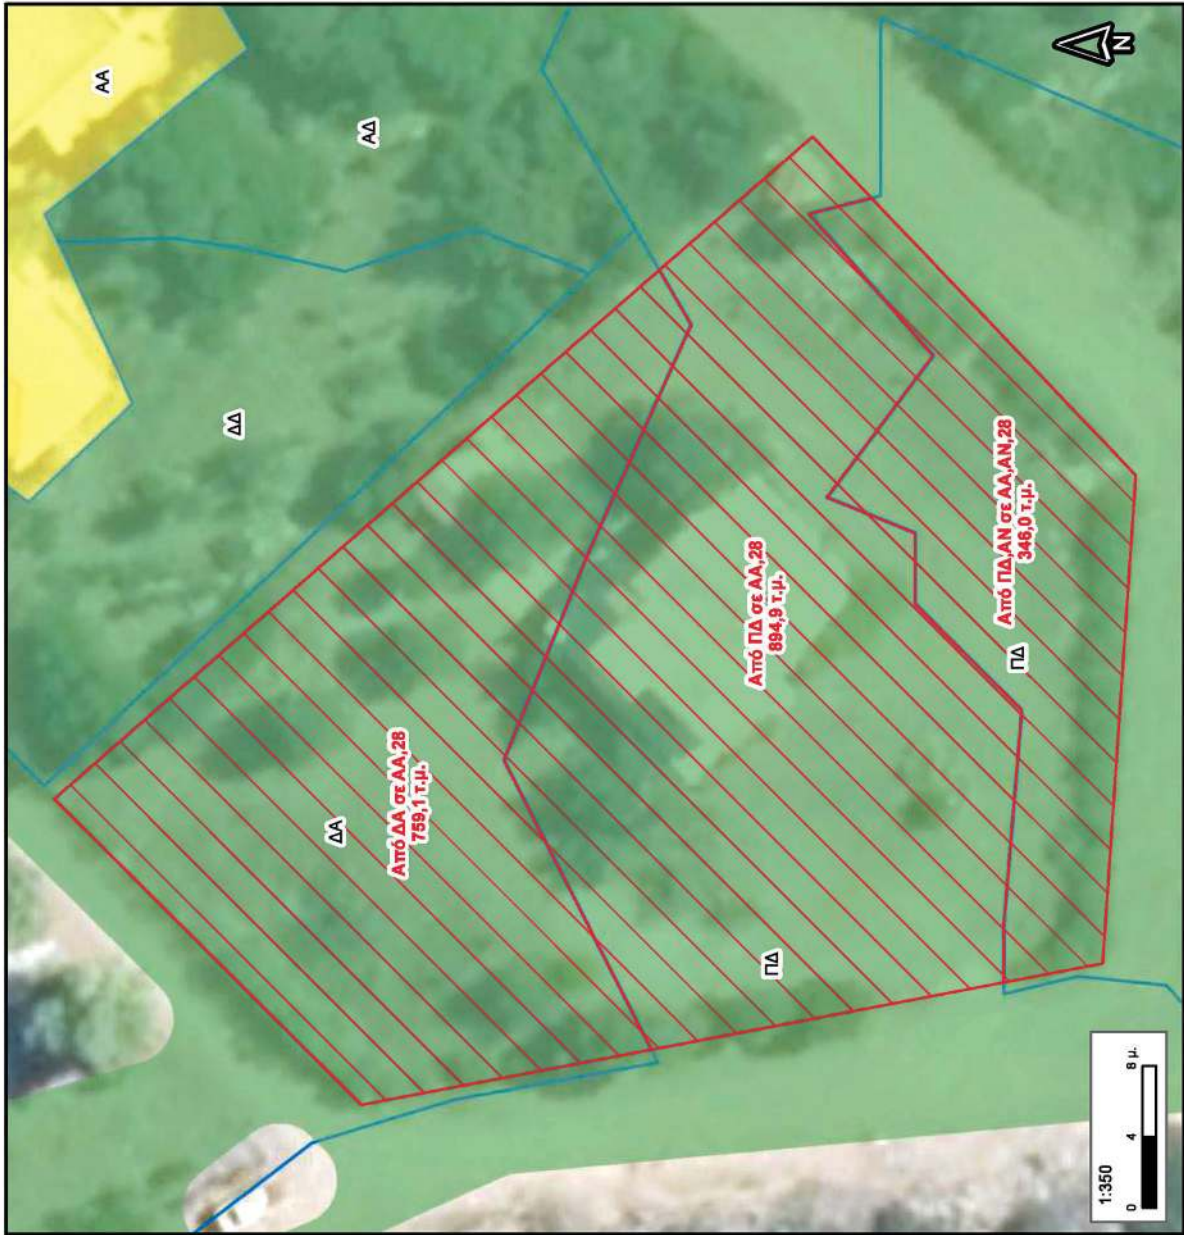 ΑΑ
ΑΔ
ΔΔ
ΔΑ
Από ΔΑ σε ΑΑ,28
759,1 τ.μ.
Από ΠΔ σε ΑΑ,28
894,9 τ.μ.
ΠΔ
Από ΠΔ,ΑΝ σε ΑΑ,ΑΝ,28
346,0 τ.μ.
ΠΔ
N
1:350
0 4 8 μ.